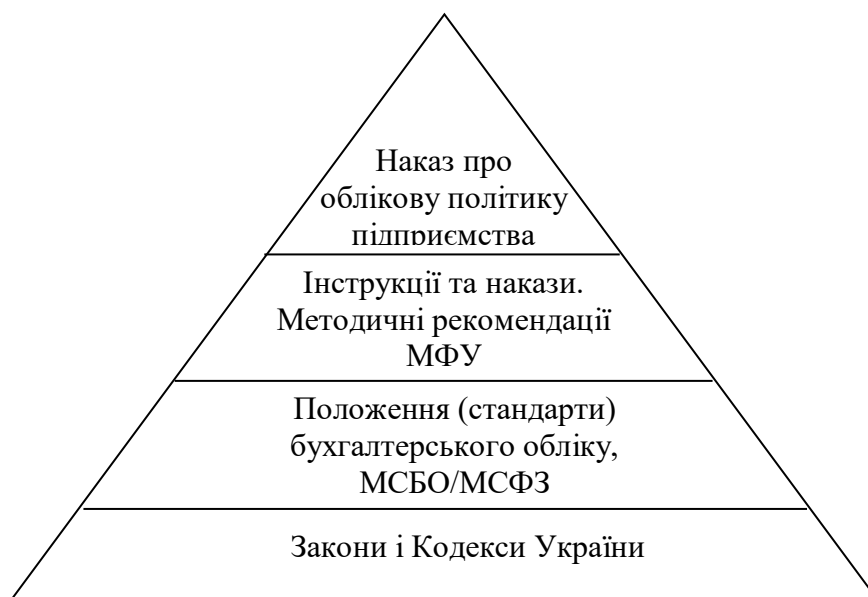 Наказ про
облікову політику
підприємства
Інструкції та накази.
Методичні рекомендації
МФУ
Положення (стандарти)
бухгалтерського обліку,
МСБО/МСФЗ
Закони і Кодекси України